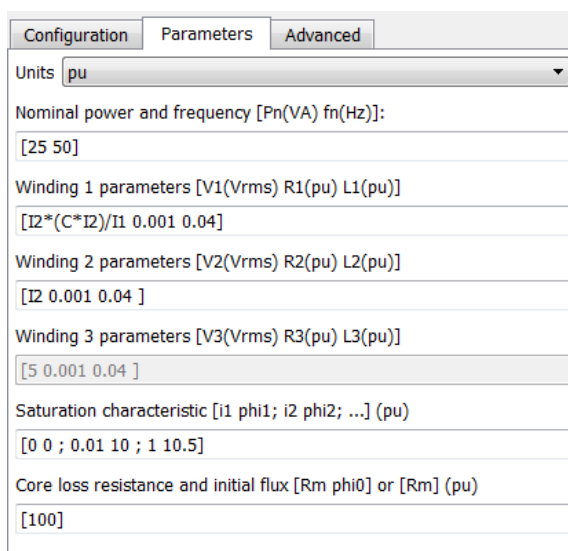 Configuration Parameters Advanced
Units pu
Nominal power and frequency [Pn(VA) fn(Hz)]:
[25 50]
Winding 1 parameters [V1(Vrms) R1(pu) L1(pu)]
[I2*(C*I2)/I1 0.001 0.04]
Winding 2 parameters [V2(Vrms) R2(pu) L2(pu)]
[I2 0.001 0.04 ]
Winding 3 parameters [V3(Vrms) R3(pu) L3(pu)]
[5 0.001 0.04 ]
Saturation characteristic [i1 phi1; i2 phi2; ...] (pu)
[0 0 ; 0.01 10 ; 1 10.5]
Core loss resistance and initial flux [Rm phi0] or [Rm] (pu)
[100]